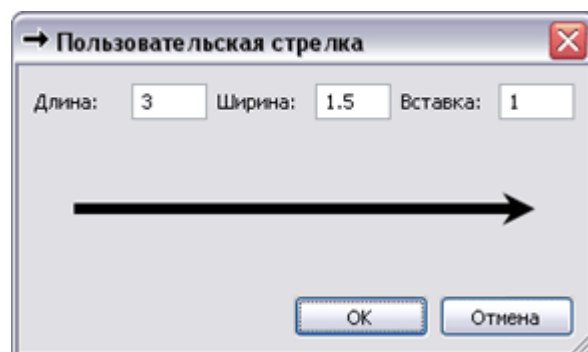 Пользовательская стрелка
Длина: 3 Ширина: 1.5 Вставка: 1
OK Отмена